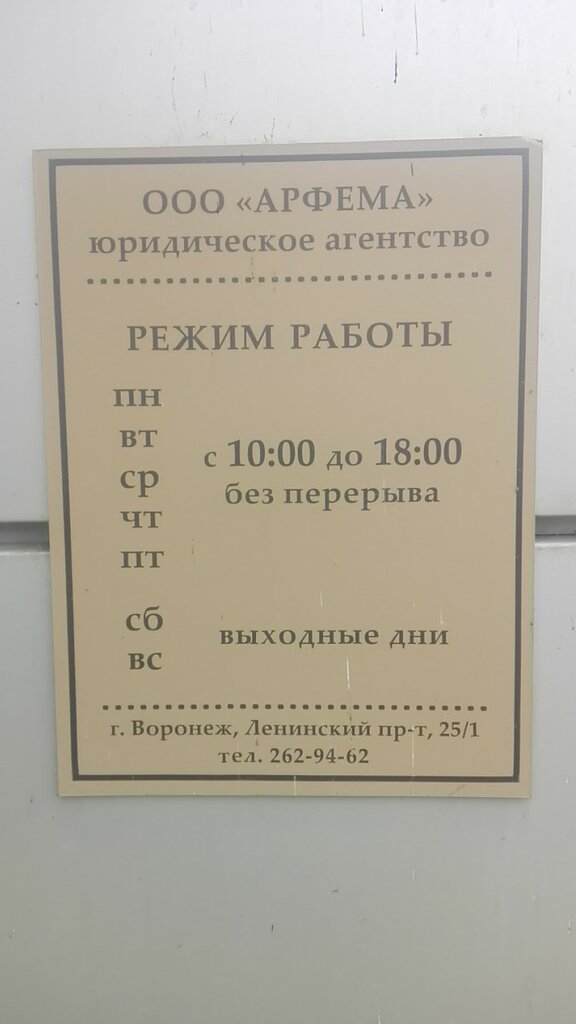 ООО «АРФЕМА»
юридическое агентство
РЕЖИМ РАБОТЫ
пн
вт
ср
чт
пт
с 10:00 до 18:00
без перерыва
сб
вс
выходные дни
г. Воронеж, Ленинский пр-т, 25/1
тел. 262-94-62